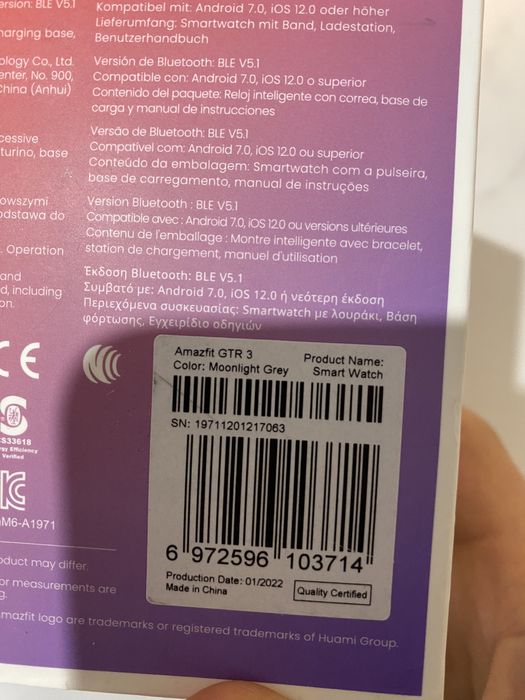 ersion: BLE V5.1
harging base,
ology Co., Ltd.
enter, No. 900,
China (Anhui)
cessive
turino, base
owszymi
odstawa do
. Operation
and
d, including
on.
Kompatibel mit: Android 7.0, iOS 12.0 oder höher
Lieferumfang: Smartwatch mit Band, Ladestation,
Benutzerhandbuch
Versión de Bluetooth: BLE V5.1
Compatible con: Android 7.0, iOS 12.0 o superior
Contenido del paquete: Reloj inteligente con correa, base de
carga y manual de instrucciones
Versão de Bluetooth: BLE V5.1
Compatível com: Android 7.0, iOS 12.0 ou superior
Conteúdo da embalagem: Smartwatch com a pulseira,
base de carregamento, manual de instruções
Version Bluetooth : BLE V5.1
Compatible avec : Android 7.0, iOS 12.0 ou versions ultérieures
Contenu de l'emballage : Montre intelligente avec bracelet,
station de chargement, manuel d'utilisation
Έκδοση Bluetooth: BLE V5.1
Συμβατό με: Android 7.0, iOS 12.0 ή νεότερη έκδοση
Περιεχόμενα συσκευασίας: Smartwatch με λουράκι, Βάση
φόρτωσης, Εγχειρίδιο οδηγιών
CE
S33618
gy Efficiency
Verified
M6-A1971
Amazfit GTR 3
Color: Moonlight Grey
Product Name:
Smart Watch
SN: 19711201217063
6 972596 103714
Production Date: 01/2022
Made in China
Quality Certified
oduct may differ.
or measurements are
g.
mazfit logo are trademarks or registered trademarks of Huami Group.